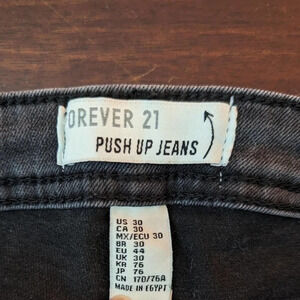 OREVER 21
PUSH UP JEANS
US 30
CA 30
MX/ECU 30
BR 30
EU 44
UK 30
KR 76
JP 76
CN 170/76A
MADE IN EGYPT